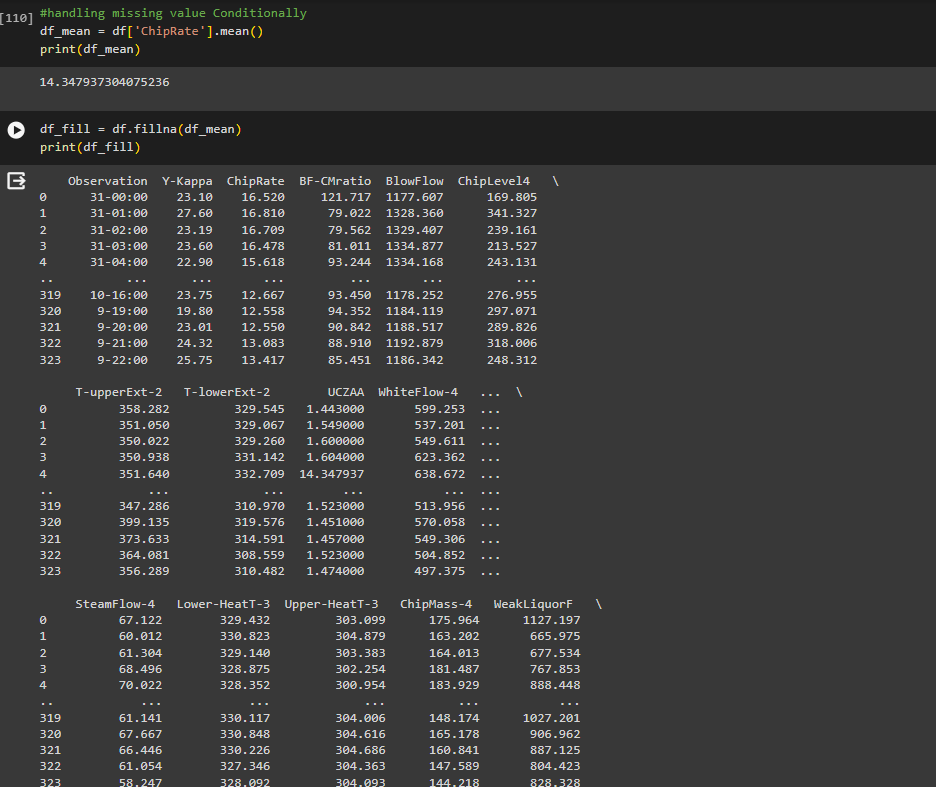 [110] #handling missing value Conditionally
df_mean = df['ChipRate'].mean()
print(df_mean)
14.347937304075236
df_fill = df.fillna(df_mean)
print(df_fill)
Observation Y-Kappa ChipRate BF-CMratio BlowFlow ChipLevel4 \
0 31-00:00 23.10 16.520 121.717 1177.607 169.805
1 31-01:00 27.60 16.810 79.022 1328.360 341.327
2 31-02:00 23.19 16.709 79.562 1329.407 239.161
3 31-03:00 23.60 16.478 81.011 1334.877 213.527
4 31-04:00 22.90 15.618 93.244 1334.168 243.131
.. ... ... ... ... ... ...
319 10-16:00 23.75 12.667 93.450 1178.252 276.955
320 9-19:00 19.80 12.558 94.352 1184.119 297.071
321 9-20:00 23.01 12.550 90.842 1188.517 289.826
322 9-21:00 24.32 13.083 88.910 1192.879 318.006
323 9-22:00 25.75 13.417 85.451 1186.342 248.312
T-upperExt-2 T-lowerExt-2 UCZAA WhiteFlow-4 ... \
0 358.282 329.545 1.443000 599.253 ...
1 351.050 329.067 1.549000 537.201 ...
2 350.022 329.260 1.600000 549.611 ...
3 350.938 331.142 1.604000 623.362 ...
4 351.640 332.709 14.347937 638.672 ...
.. ... ... ... ... ...
319 347.286 310.970 1.523000 513.956 ...
320 399.135 319.576 1.451000 570.058 ...
321 373.633 314.591 1.457000 549.306 ...
322 364.081 308.559 1.523000 504.852 ...
323 356.289 310.482 1.474000 497.375 ...
SteamFlow-4 Lower-HeatT-3 Upper-HeatT-3 ChipMass-4 WeakLiquorF \
0 67.122 329.432 303.099 175.964 1127.197
1 60.012 330.823 304.879 163.202 665.975
2 61.304 329.140 303.383 164.013 677.534
3 68.496 328.875 302.254 181.487 767.853
4 70.022 328.352 300.954 183.929 888.448
.. ... ... ... ... ...
319 61.141 330.117 304.006 148.174 1027.201
320 67.667 330.848 304.616 165.178 906.962
321 66.446 330.226 304.686 160.841 887.125
322 61.054 327.346 304.363 147.589 804.423
323 58.247 328.092 304.093 144.218 828.328